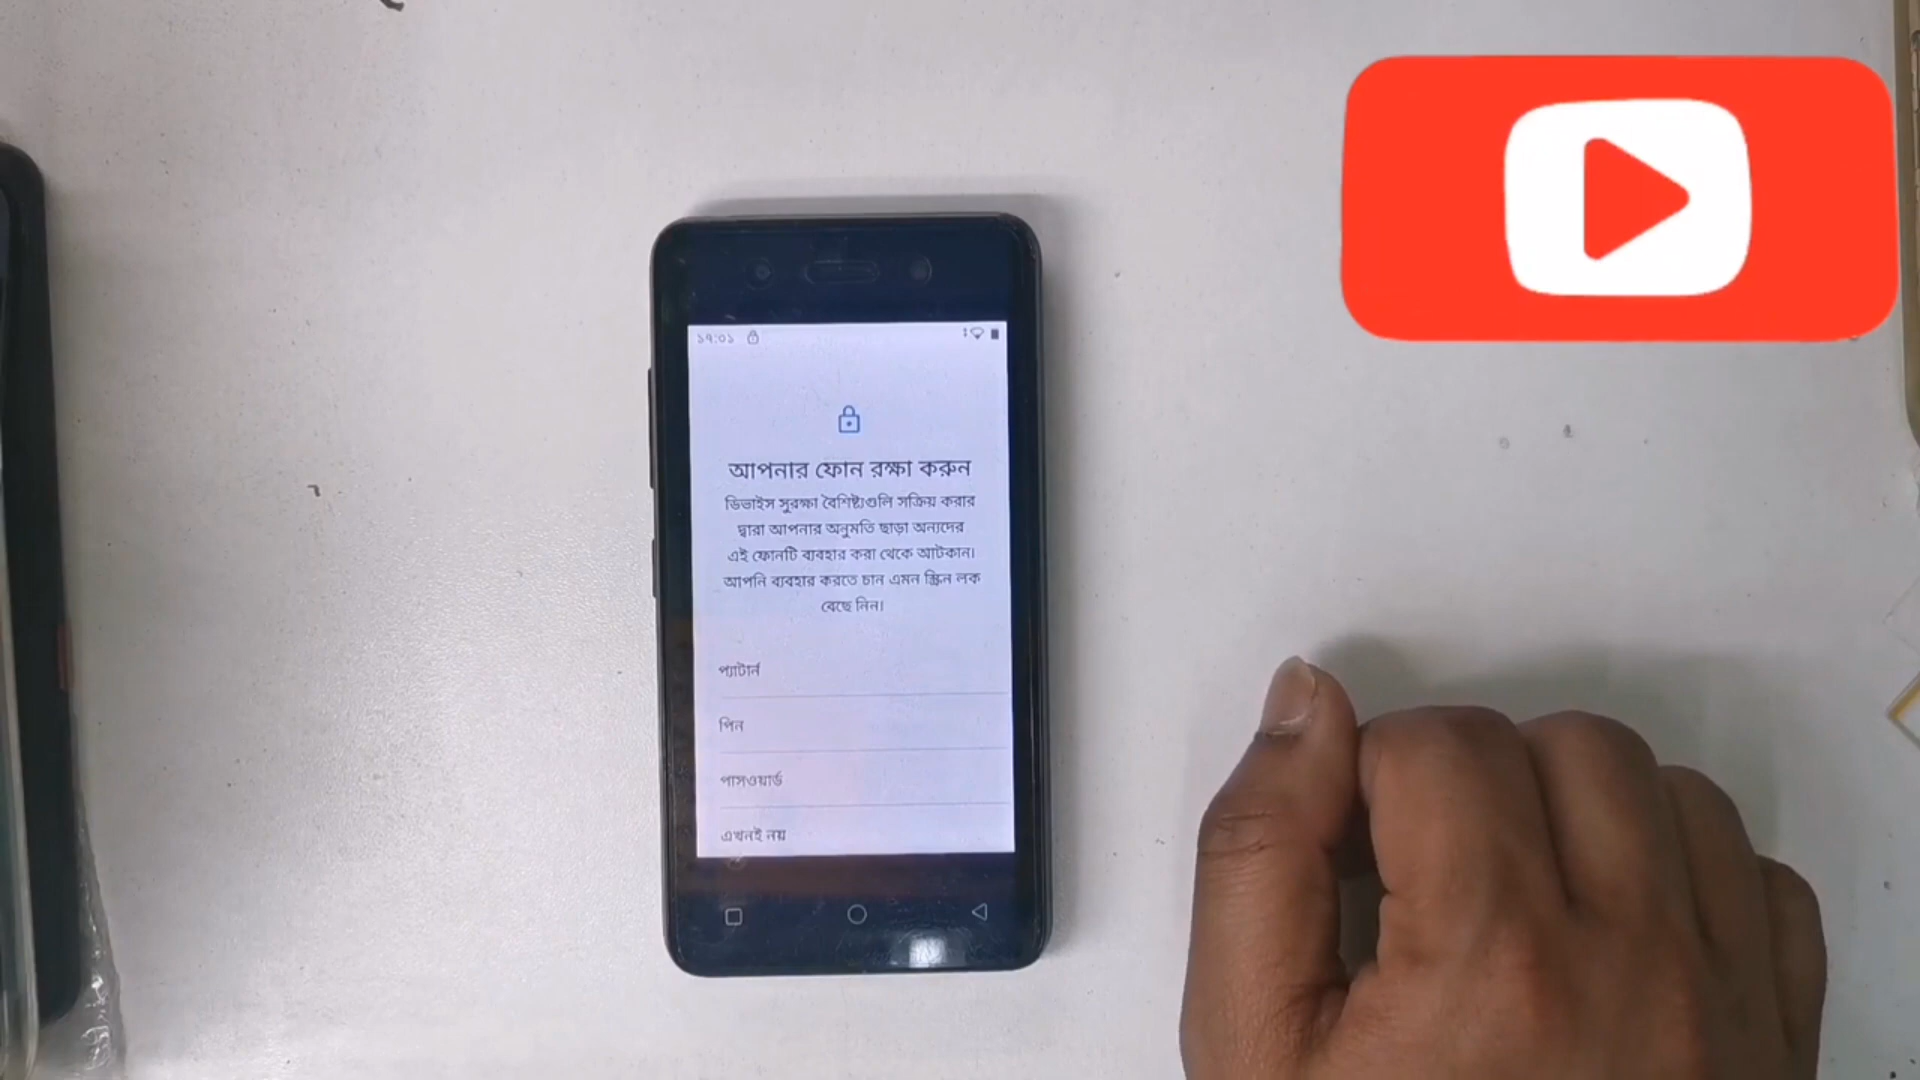 ১৭:০১
আপনার ফোন রক্ষা করুন
ডিভাইস সুরক্ষা বৈশিষ্ট্যগুলি সক্রিয় করার
দ্বারা আপনার অনুমতি ছাড়া অন্যদের
এই ফোনটি ব্যবহার করা থেকে আটকান।
আপনি ব্যবহার করতে চান এমন স্ক্রিন লক
বেছে নিন।
প্যাটার্ন
পিন
পাসওয়ার্ড
এখনই নয়